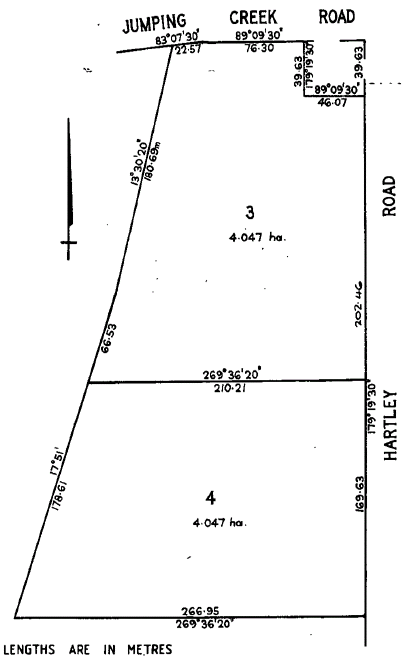 JUMPING CREEK ROAD
83°07'30" 89°09'30"
22·57 76·30
39·63
179°19'30"
39·63
89°09'30"
46·07
13°30'20"
180·69m
ROAD
3
4·047 ha.
202·46
66·53
269°36'20"
210·21
179°19'30"
HARTLEY
17°51'
178·61
4
4·047 ha.
169·63
266·95
269°36'20"
LENGTHS ARE IN METRES